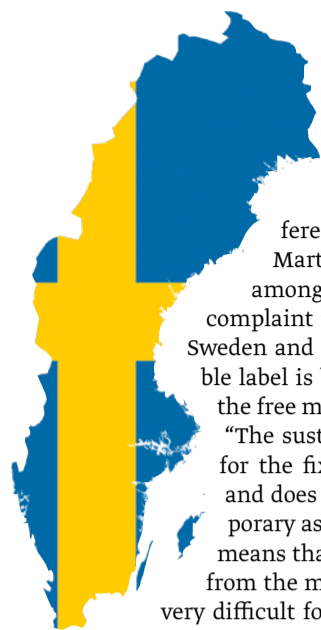 fere
Mart
among
complaint
Sweden and
ble label is
the free m
“The sust
for the fix
and does
porary as
means tha
from the m
very difficult fo